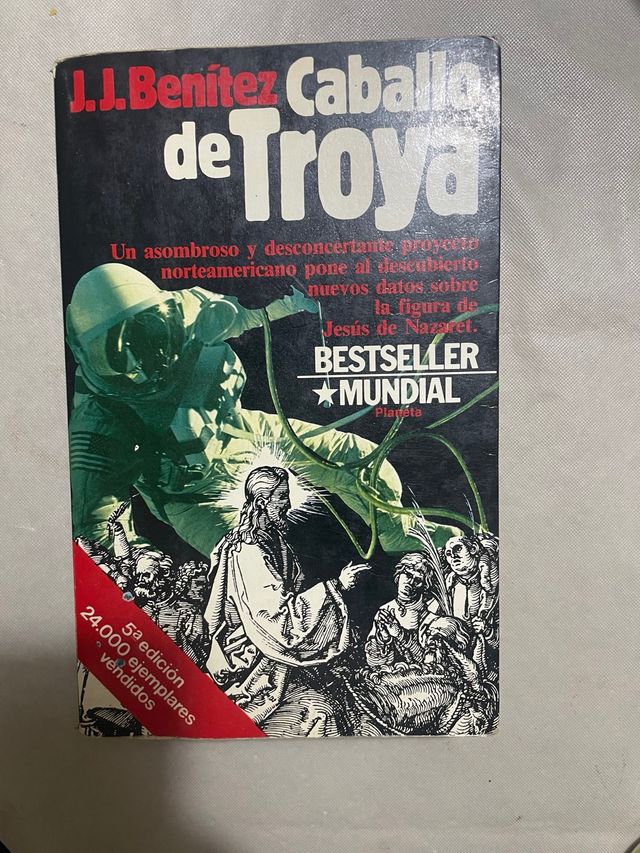 J.J.Benítez Caballo
de Troya
Un asombroso y desconcertante proyecto
norteamericano pone al descubierto
nuevos datos sobre
la figura de
Jesús de Nazaret.
BESTSELLER
★MUNDIAL
Planeta
5a edición
24.000 ejemplares
vendidos